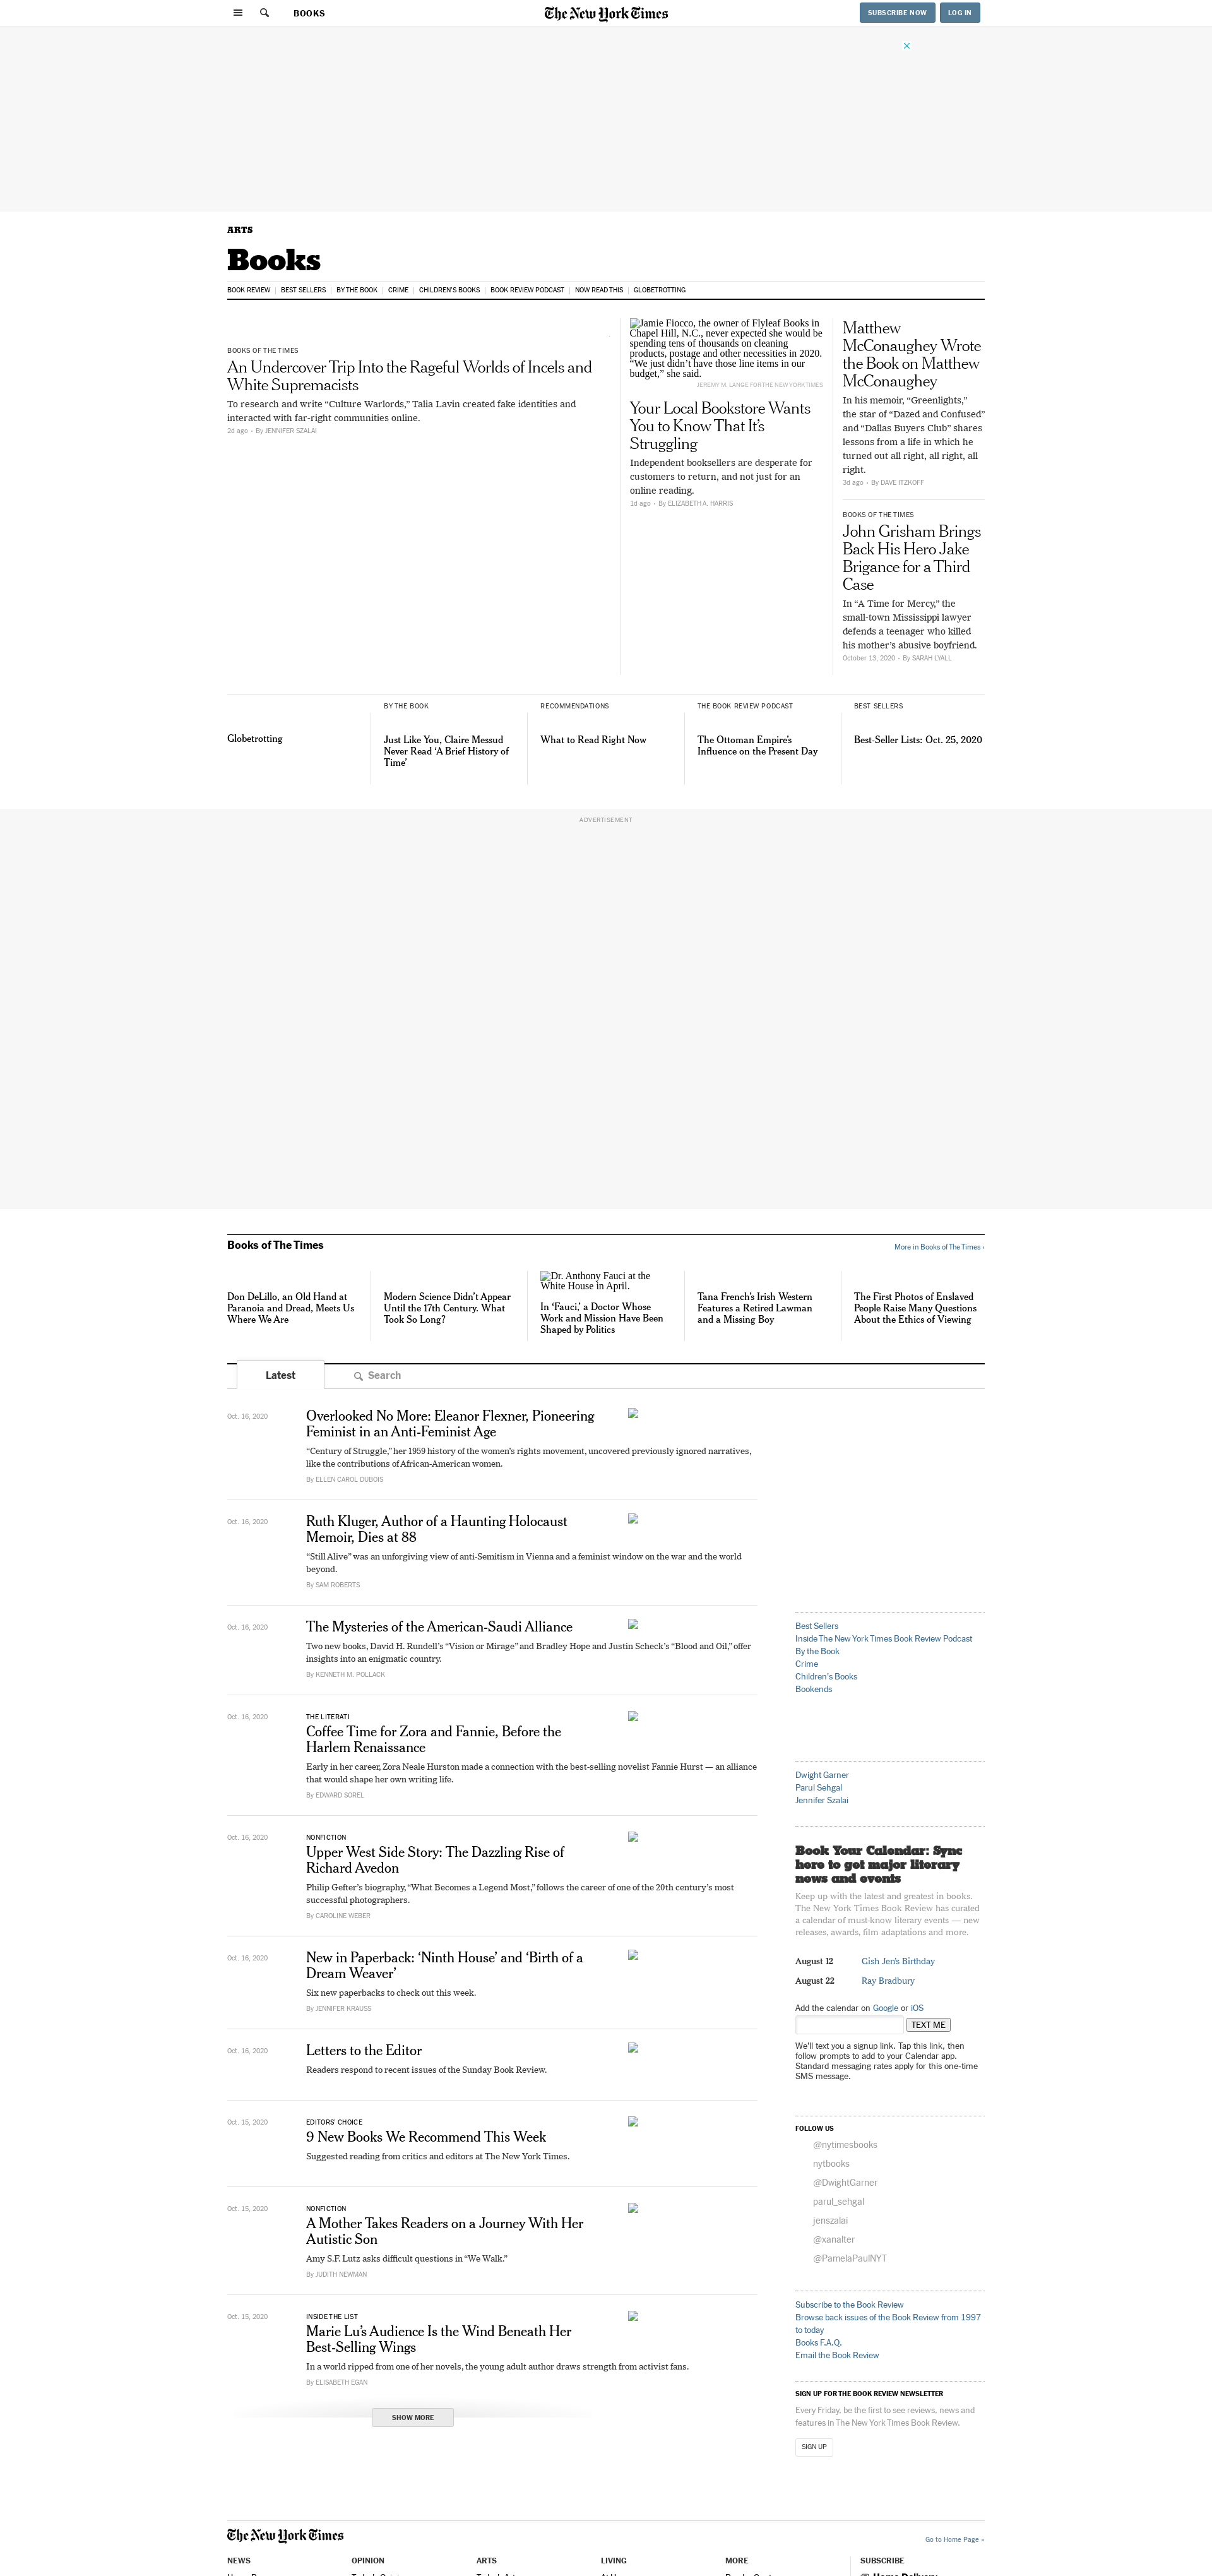 BOOKS
The New York Times
SUBSCRIBE NOW
LOG IN
ARTS
Books
BOOK REVIEW
BEST SELLERS
BY THE BOOK
CRIME
CHILDREN'S BOOKS
BOOK REVIEW PODCAST
NOW READ THIS
GLOBETROTTING
BOOKS OF THE TIMES
An Undercover Trip Into the Rageful Worlds of Incels and
White Supremacists
To research and write “Culture Warlords,” Talia Lavin created fake identities and
interacted with far-right communities online.
2d ago • By JENNIFER SZALAI
Jamie Fiocco, the owner of Flyleaf Books in
Chapel Hill, N.C., never expected she would be
spending tens of thousands on cleaning
products, postage and other necessities in 2020.
“We just didn’t have those line items in our
budget,” she said.
JEREMY M. LANGE FOR THE NEW YORK TIMES
Your Local Bookstore Wants
You to Know That It’s
Struggling
Independent booksellers are desperate for
customers to return, and not just for an
online reading.
1d ago • By ELIZABETH A. HARRIS
Matthew
McConaughey Wrote
the Book on Matthew
McConaughey
In his memoir, “Greenlights,”
the star of “Dazed and Confused”
and “Dallas Buyers Club” shares
lessons from a life in which he
turned out all right, all right, all
right.
3d ago • By DAVE ITZKOFF
BOOKS OF THE TIMES
John Grisham Brings
Back His Hero Jake
Brigance for a Third
Case
In “A Time for Mercy,” the
small-town Mississippi lawyer
defends a teenager who killed
his mother’s abusive boyfriend.
October 13, 2020 • By SARAH LYALL
Globetrotting
BY THE BOOK
Just Like You, Claire Messud
Never Read ‘A Brief History of
Time’
RECOMMENDATIONS
What to Read Right Now
THE BOOK REVIEW PODCAST
The Ottoman Empire’s
Influence on the Present Day
BEST SELLERS
Best-Seller Lists: Oct. 25, 2020
ADVERTISEMENT
Books of The Times
More in Books of The Times ›
Don DeLillo, an Old Hand at
Paranoia and Dread, Meets Us
Where We Are
Modern Science Didn’t Appear
Until the 17th Century. What
Took So Long?
Dr. Anthony Fauci at the
White House in April.
In ‘Fauci,’ a Doctor Whose
Work and Mission Have Been
Shaped by Politics
Tana French’s Irish Western
Features a Retired Lawman
and a Missing Boy
The First Photos of Enslaved
People Raise Many Questions
About the Ethics of Viewing
Latest
Search
Oct. 16, 2020
Overlooked No More: Eleanor Flexner, Pioneering
Feminist in an Anti-Feminist Age
“Century of Struggle,” her 1959 history of the women’s rights movement, uncovered previously ignored narratives,
like the contributions of African-American women.
By ELLEN CAROL DUBOIS
Oct. 16, 2020
Ruth Kluger, Author of a Haunting Holocaust
Memoir, Dies at 88
“Still Alive” was an unforgiving view of anti-Semitism in Vienna and a feminist window on the war and the world
beyond.
By SAM ROBERTS
Oct. 16, 2020
The Mysteries of the American-Saudi Alliance
Two new books, David H. Rundell’s “Vision or Mirage” and Bradley Hope and Justin Scheck’s “Blood and Oil,” offer
insights into an enigmatic country.
By KENNETH M. POLLACK
Oct. 16, 2020
THE LITERATI
Coffee Time for Zora and Fannie, Before the
Harlem Renaissance
Early in her career, Zora Neale Hurston made a connection with the best-selling novelist Fannie Hurst — an alliance
that would shape her own writing life.
By EDWARD SOREL
Oct. 16, 2020
NONFICTION
Upper West Side Story: The Dazzling Rise of
Richard Avedon
Philip Gefter’s biography, “What Becomes a Legend Most,” follows the career of one of the 20th century’s most
successful photographers.
By CAROLINE WEBER
Oct. 16, 2020
New in Paperback: ‘Ninth House’ and ‘Birth of a
Dream Weaver’
Six new paperbacks to check out this week.
By JENNIFER KRAUSS
Oct. 16, 2020
Letters to the Editor
Readers respond to recent issues of the Sunday Book Review.
Oct. 15, 2020
EDITORS’ CHOICE
9 New Books We Recommend This Week
Suggested reading from critics and editors at The New York Times.
Oct. 15, 2020
NONFICTION
A Mother Takes Readers on a Journey With Her
Autistic Son
Amy S.F. Lutz asks difficult questions in “We Walk.”
By JUDITH NEWMAN
Oct. 15, 2020
INSIDE THE LIST
Marie Lu’s Audience Is the Wind Beneath Her
Best-Selling Wings
In a world ripped from one of her novels, the young adult author draws strength from activist fans.
By ELISABETH EGAN
SHOW MORE
Best Sellers
Inside The New York Times Book Review Podcast
By the Book
Crime
Children's Books
Bookends
Dwight Garner
Parul Sehgal
Jennifer Szalai
Book Your Calendar: Sync
here to get major literary
news and events
Keep up with the latest and greatest in books.
The New York Times Book Review has curated
a calendar of must-know literary events — new
releases, awards, film adaptations and more.
August 12 Gish Jen’s Birthday
August 22 Ray Bradbury
Add the calendar on Google or iOS
TEXT ME
We’ll text you a signup link. Tap this link, then
follow prompts to add to your Calendar app.
Standard messaging rates apply for this one-time
SMS message.
FOLLOW US
@nytimesbooks
nytbooks
@DwightGarner
parul_sehgal
jenszalai
@xanalter
@PamelaPaulNYT
Subscribe to the Book Review
Browse back issues of the Book Review from 1997
to today
Books F.A.Q.
Email the Book Review
SIGN UP FOR THE BOOK REVIEW NEWSLETTER
Every Friday, be the first to see reviews, news and
features in The New York Times Book Review.
SIGN UP
The New York Times
Go to Home Page »
NEWS
OPINION
ARTS
LIVING
MORE
SUBSCRIBE